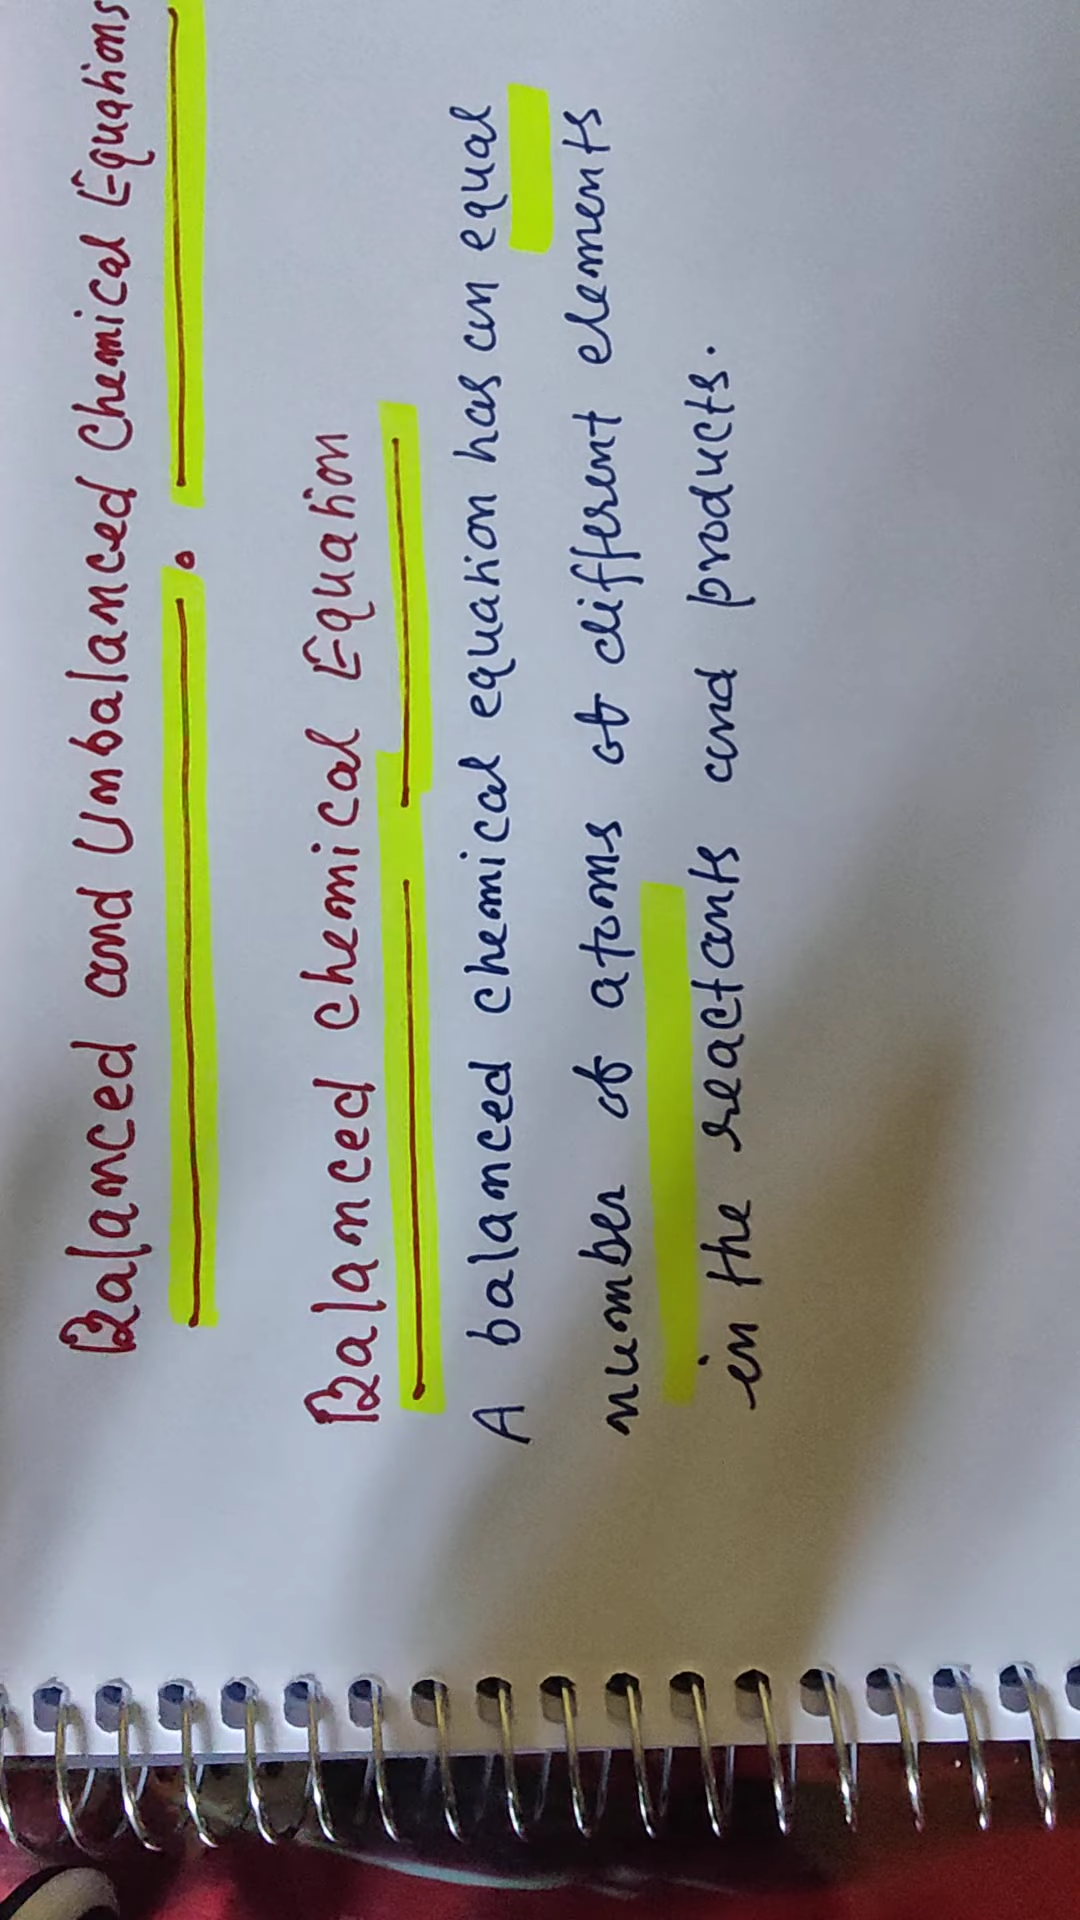 Balanced and Unbalanced Chemical Equations
Balanced Chemical Equation
A balanced chemical equation has an equal
number of atoms of different elements
in the reactants and products.